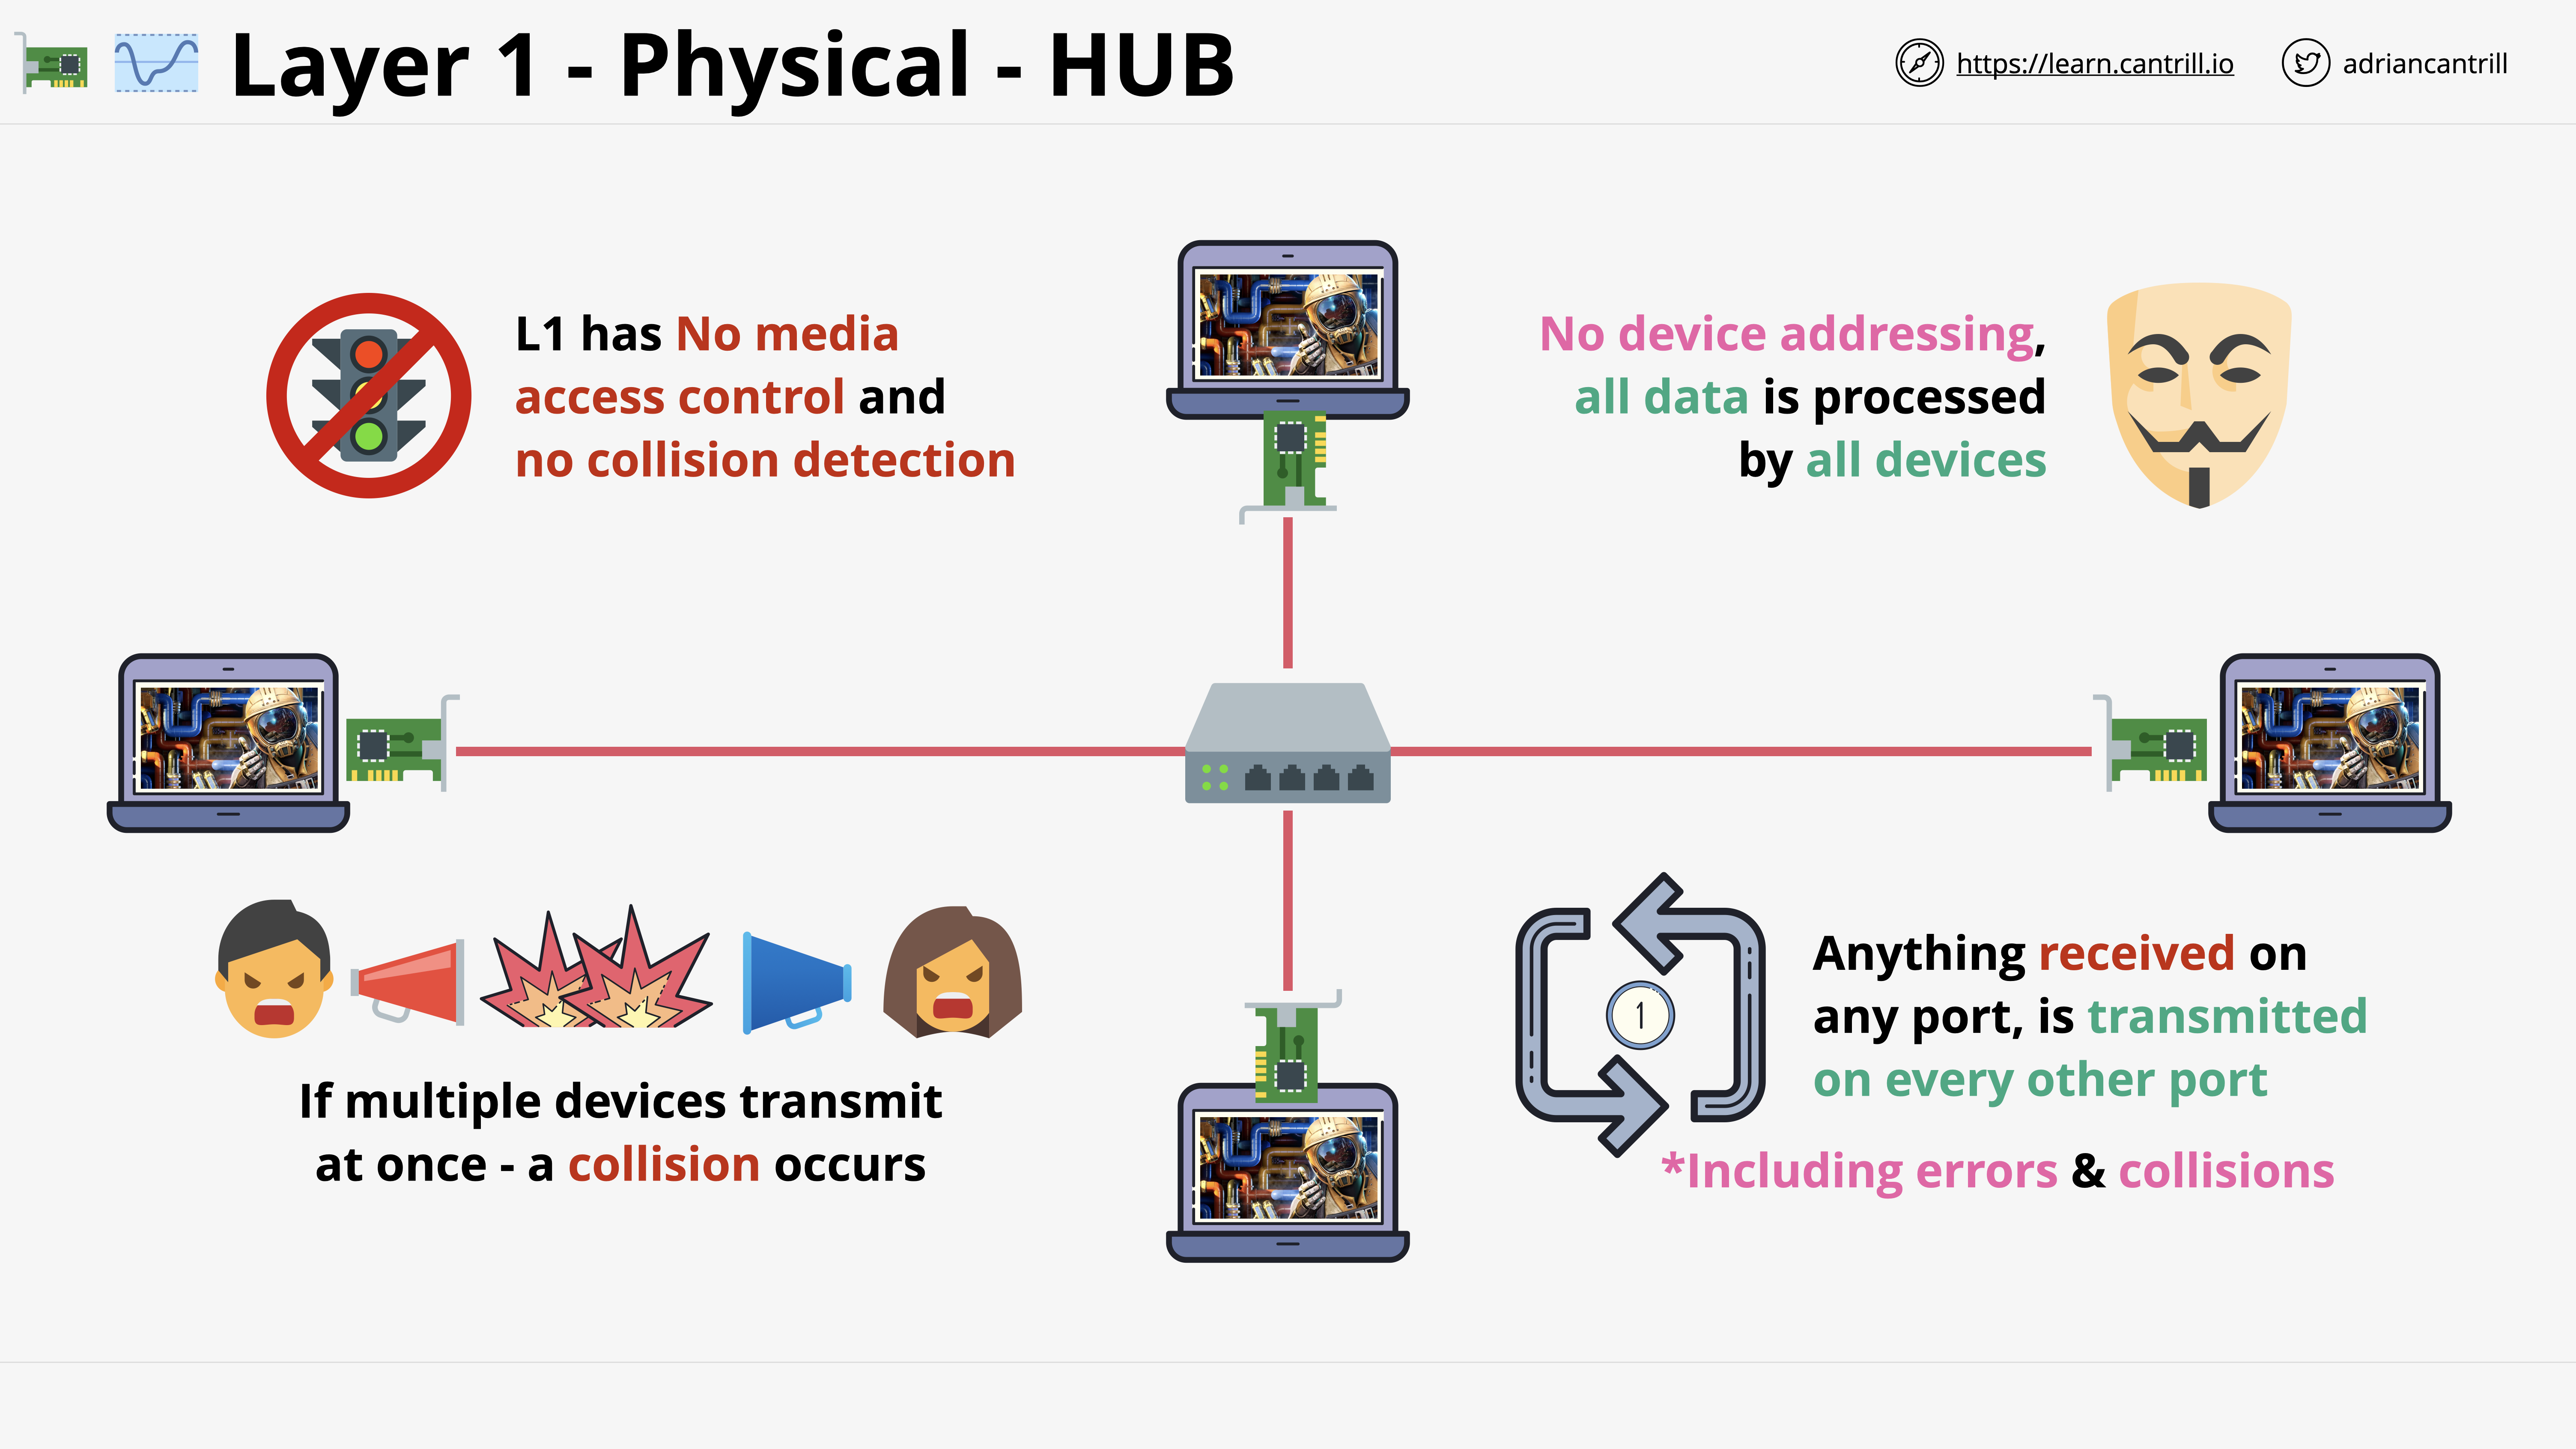 Layer 1 - Physical - HUB
https://learn.cantrill.io
adriancantrill
L1 has No media
access control and
no collision detection
No device addressing,
all data is processed
by all devices
If multiple devices transmit
at once - a collision occurs
1
Anything received on
any port, is transmitted
on every other port
*Including errors & collisions